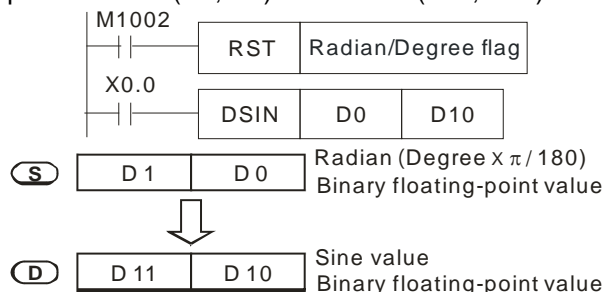 M1002
RST Radian/Degree flag
X0.0
DSIN D0 D10
S D 1 D 0 Radian (Degree x π / 180)
Binary floating-point value
D D 11 D 10 Sine value
Binary floating-point value